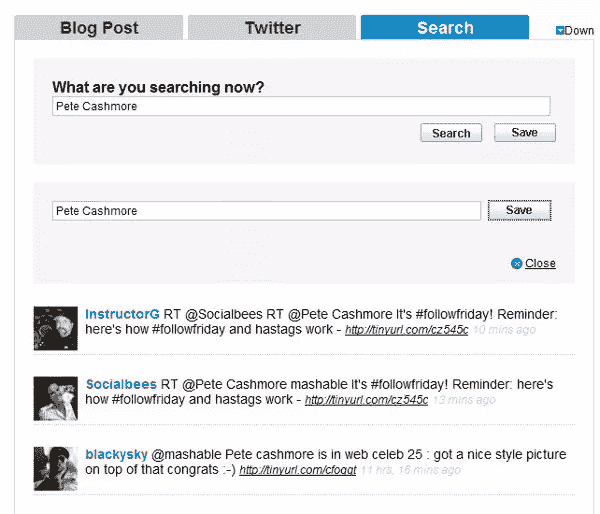 Blog Post Twitter Search Down
What are you searching now?
Pete Cashmore
Search Save
Pete Cashmore Save
Close
InstructorG RT @Socialbees RT @Pete Cashmore It's #followfriday! Reminder:
here's how #followfriday and hastags work - http://tinyurl.com/cz545c 10 mins ago
Socialbees RT @Pete Cashmore mashable It's #followfriday! Reminder: here's
how #followfriday and hastags work - http://tinyurl.com/cz545c 13 mins ago
blackysky @mashable Pete cashmore is in web celeb 25 : got a nice style picture
on top of that congrats :-) http://tinyurl.com/cfoqqt 11 hrs, 16 mins ago